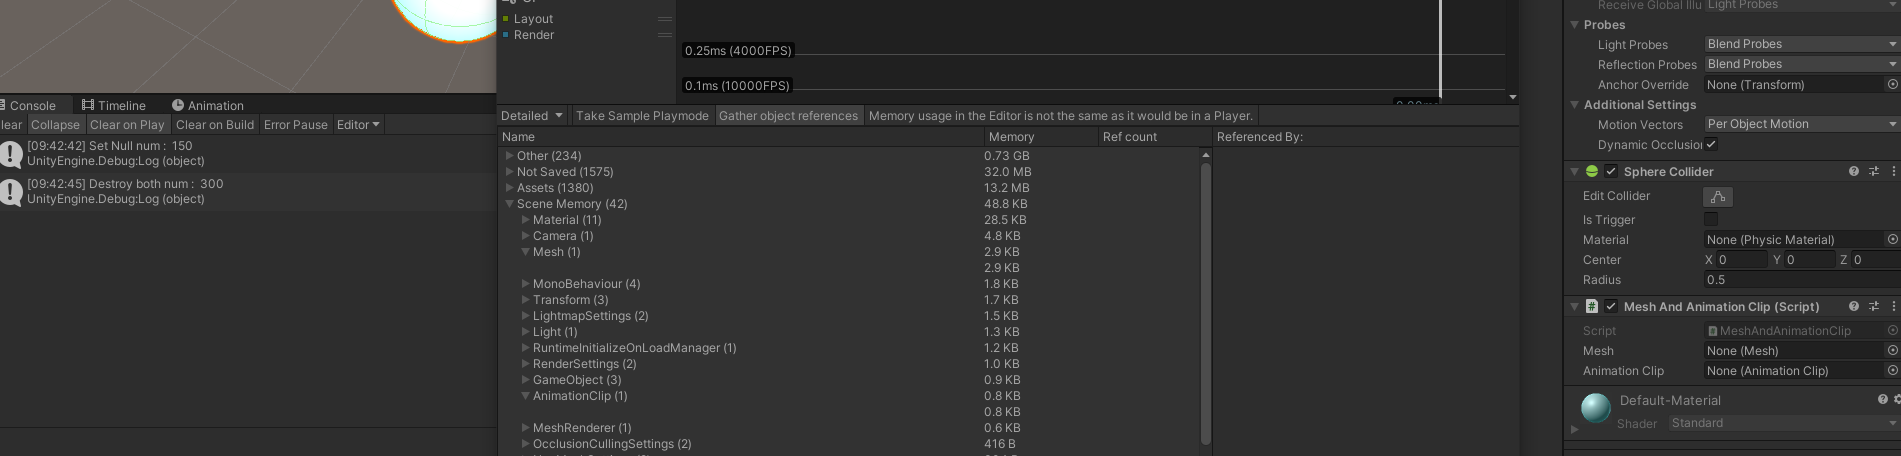 Layout
Render
0.25ms (4000FPS)
0.1ms (10000FPS)
Console
Timeline
Animation
lear
Collapse
Clear on Play
Clear on Build
Error Pause
Editor
[09:42:42] Set Null num : 150
UnityEngine.Debug:Log (object)
[09:42:45] Destroy both num : 300
UnityEngine.Debug:Log (object)
Detailed
Take Sample Playmode
Gather object references
Memory usage in the Editor is not the same as it would be in a Player.
Name Memory Ref count Referenced By:
Other (234) 0.73 GB
Not Saved (1575) 32.0 MB
Assets (1380) 13.2 MB
Scene Memory (42) 48.8 KB
Material (11) 28.5 KB
Camera (1) 4.8 KB
Mesh (1) 2.9 KB
2.9 KB
MonoBehaviour (4) 1.8 KB
Transform (3) 1.7 KB
LightmapSettings (2) 1.5 KB
Light (1) 1.3 KB
RuntimeInitializeOnLoadManager (1) 1.2 KB
RenderSettings (2) 1.0 KB
GameObject (3) 0.9 KB
AnimationClip (1) 0.8 KB
0.8 KB
MeshRenderer (1) 0.6 KB
OcclusionCullingSettings (2) 416 B
Receive Global Illu Light Probes
Probes
Light Probes Blend Probes
Reflection Probes Blend Probes
Anchor Override None (Transform)
Additional Settings
Motion Vectors Per Object Motion
Dynamic Occlusion
Sphere Collider
Edit Collider
Is Trigger
Material None (Physic Material)
Center X 0 Y 0 Z 0
Radius 0.5
# Mesh And Animation Clip (Script)
Script MeshAndAnimationClip
Mesh None (Mesh)
Animation Clip None (Animation Clip)
Default-Material
Shader Standard